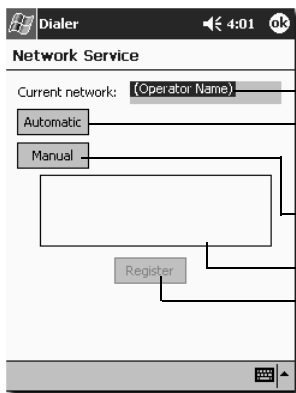 Dialer 4:01 ok
Network Service
Current network: (Operator Name)
Automatic
Manual
Register